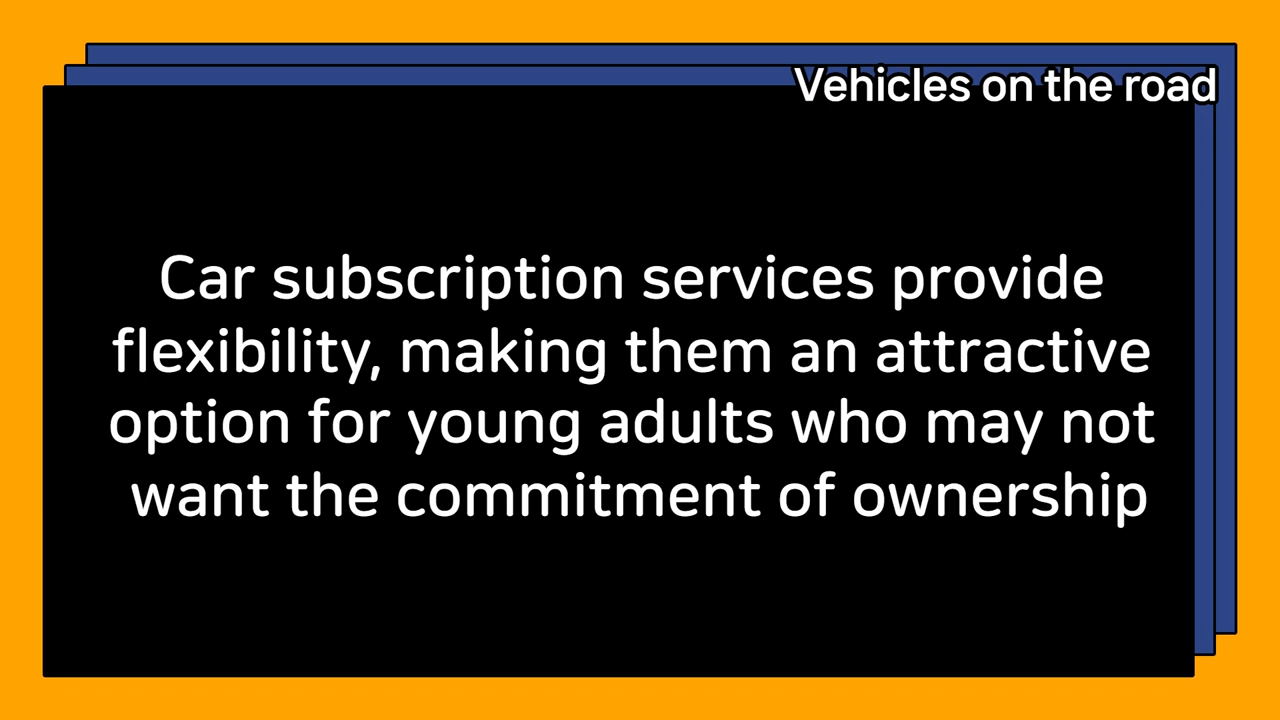 Vehicles on the road
Car subscription services provide
flexibility, making them an attractive
option for young adults who may not
want the commitment of ownership